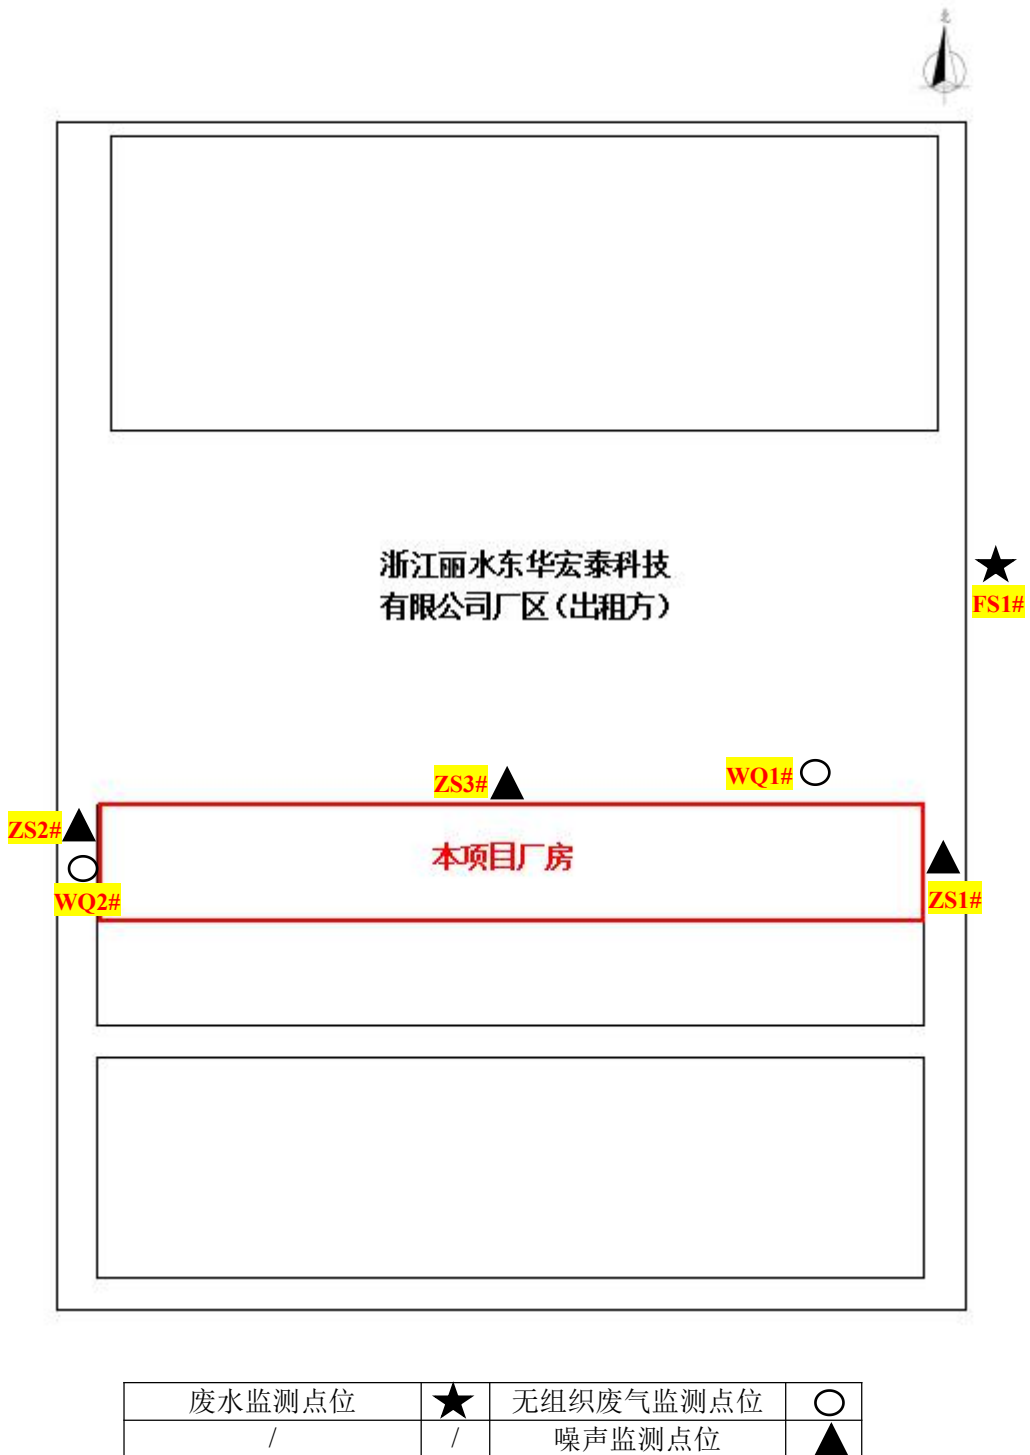 北
浙江丽水东华宏泰科技
有限公司厂区（出租方）
FS1#
ZS3#
WQ1#
ZS2#
本项目厂房
WQ2#
ZS1#
废水监测点位 ★ 无组织废气监测点位 ○
/ / 噪声监测点位 ▲